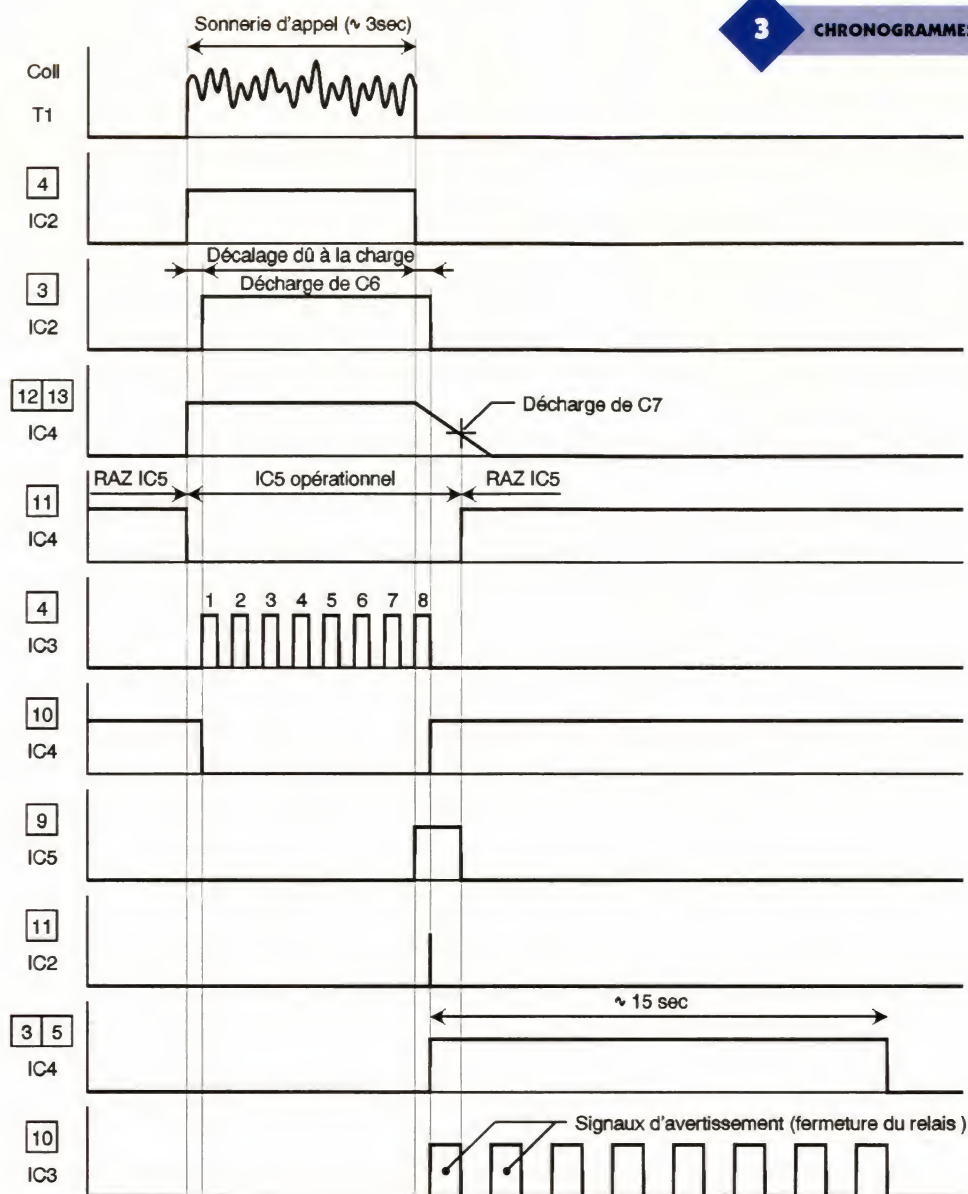 3 CHRONOGRAMMES
Sonnerie d'appel (∿ 3sec)
Coll
T1
4
IC2
Décalage dû à la charge
Décharge de C6
3
IC2
12 13
IC4
Décharge de C7
RAZ IC5 IC5 opérationnel RAZ IC5
11
IC4
1 2 3 4 5 6 7 8
4
IC3
10
IC4
9
IC5
11
IC2
∿ 15 sec
3 5
IC4
Signaux d'avertissement (fermeture du relais )
10
IC3